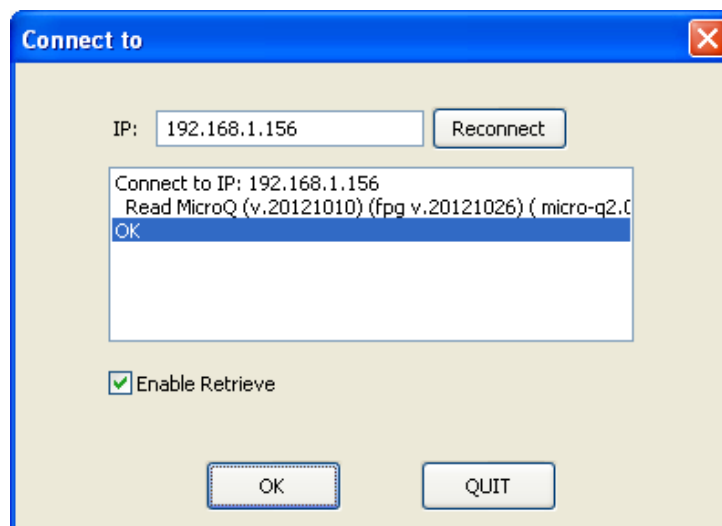 Connect to
IP: 192.168.1.156 Reconnect
Connect to IP: 192.168.1.156
Read MicroQ (v.20121010) (fpg v.20121026) ( micro-q2.0
OK
Enable Retrieve
OK QUIT